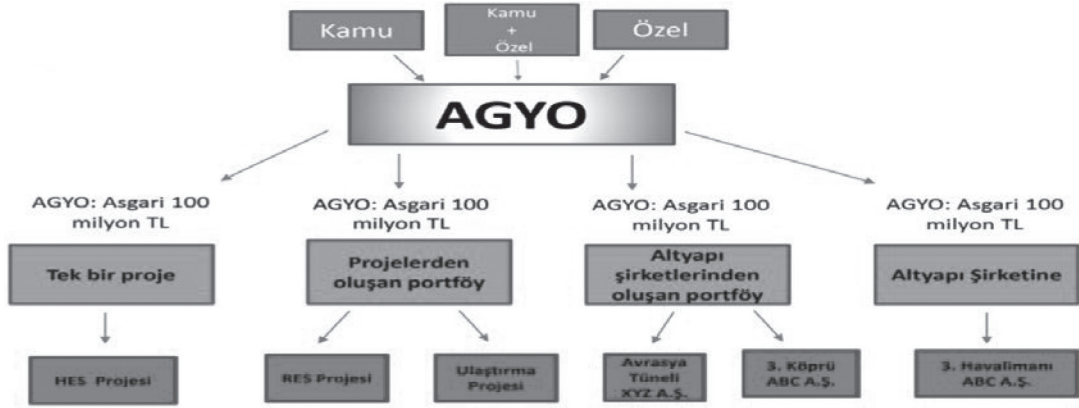 Kamu
Kamu
+
Özel
Özel
AGYO
AGYO: Asgari 100
milyon TL
AGYO: Asgari 100
milyon TL
AGYO: Asgari 100
milyon TL
AGYO: Asgari 100
milyon TL
Tek bir proje
Projelerden
oluşan portföy
Altyapı
şirketlerinden
oluşan portföy
Altyapı Şirketine
HES Projesi
RES Projesi
Ulaştırma
Projesi
Avrasya
Tüneli
XYZ A.Ş.
3. Köprü
ABC A.Ş.
3. Havalimanı
ABC A.Ş.